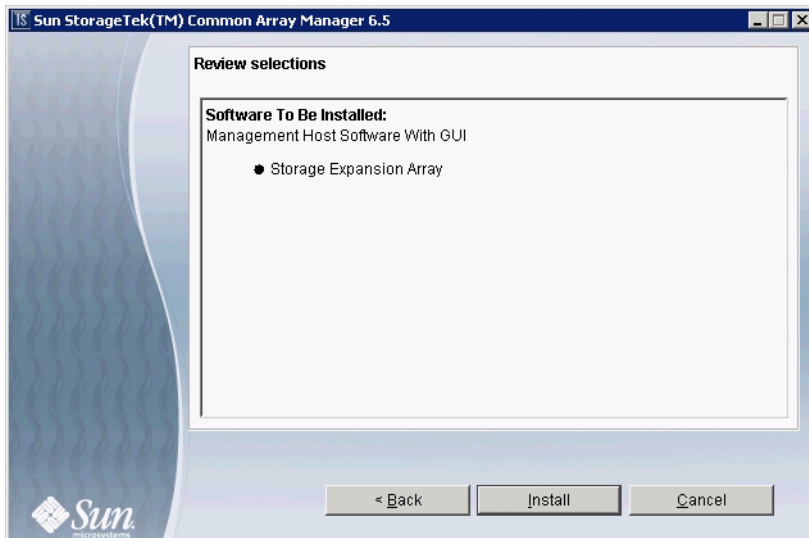 Sun StorageTek(TM) Common Array Manager 6.5
Review selections
Software To Be Installed:
Management Host Software With GUI
● Storage Expansion Array
< Back
Install
Cancel
Sun
microsystems